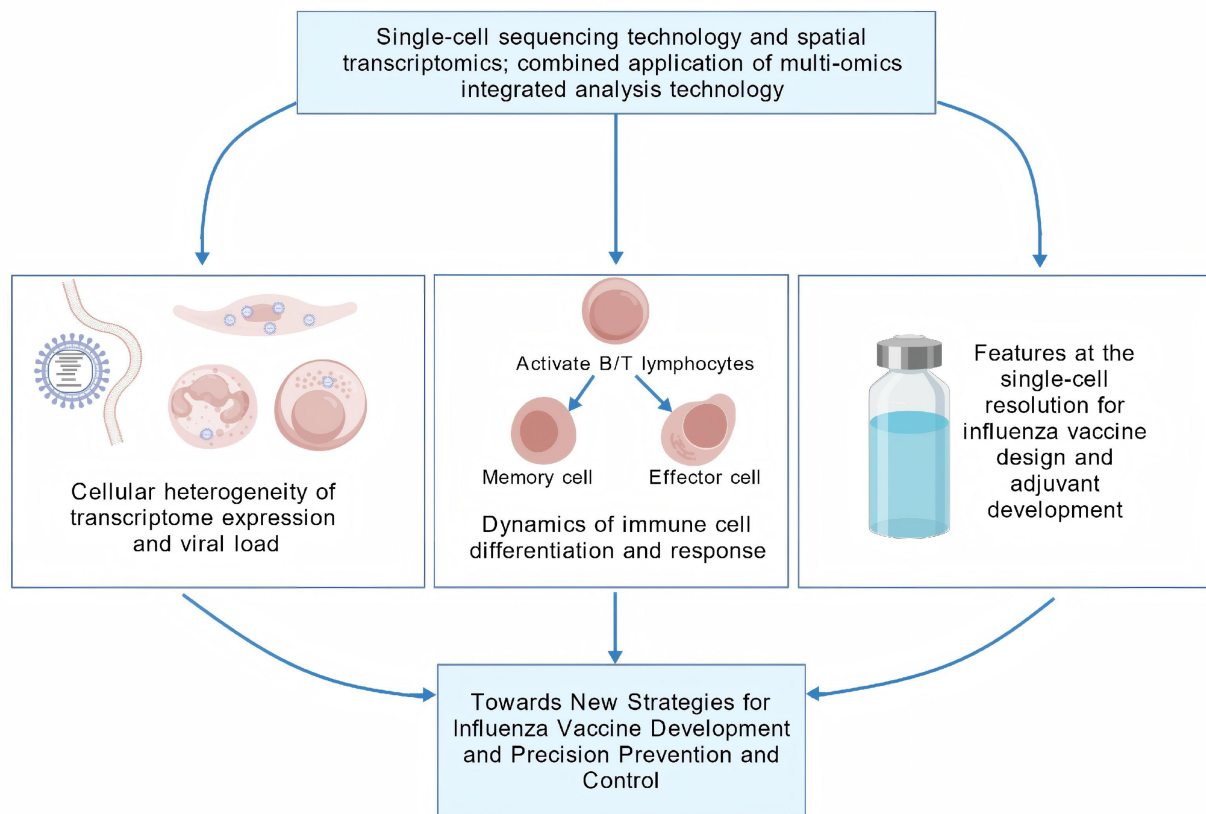 Single-cell sequencing technology and spatial
transcriptomics; combined application of multi-omics
integrated analysis technology
Cellular heterogeneity of
transcriptome expression
and viral load
Activate B/T lymphocytes
Memory cell
Effector cell
Dynamics of immune cell
differentiation and response
Features at the
single-cell
resolution for
influenza vaccine
design and
adjuvant
development
Towards New Strategies for
Influenza Vaccine Development
and Precision Prevention and
Control